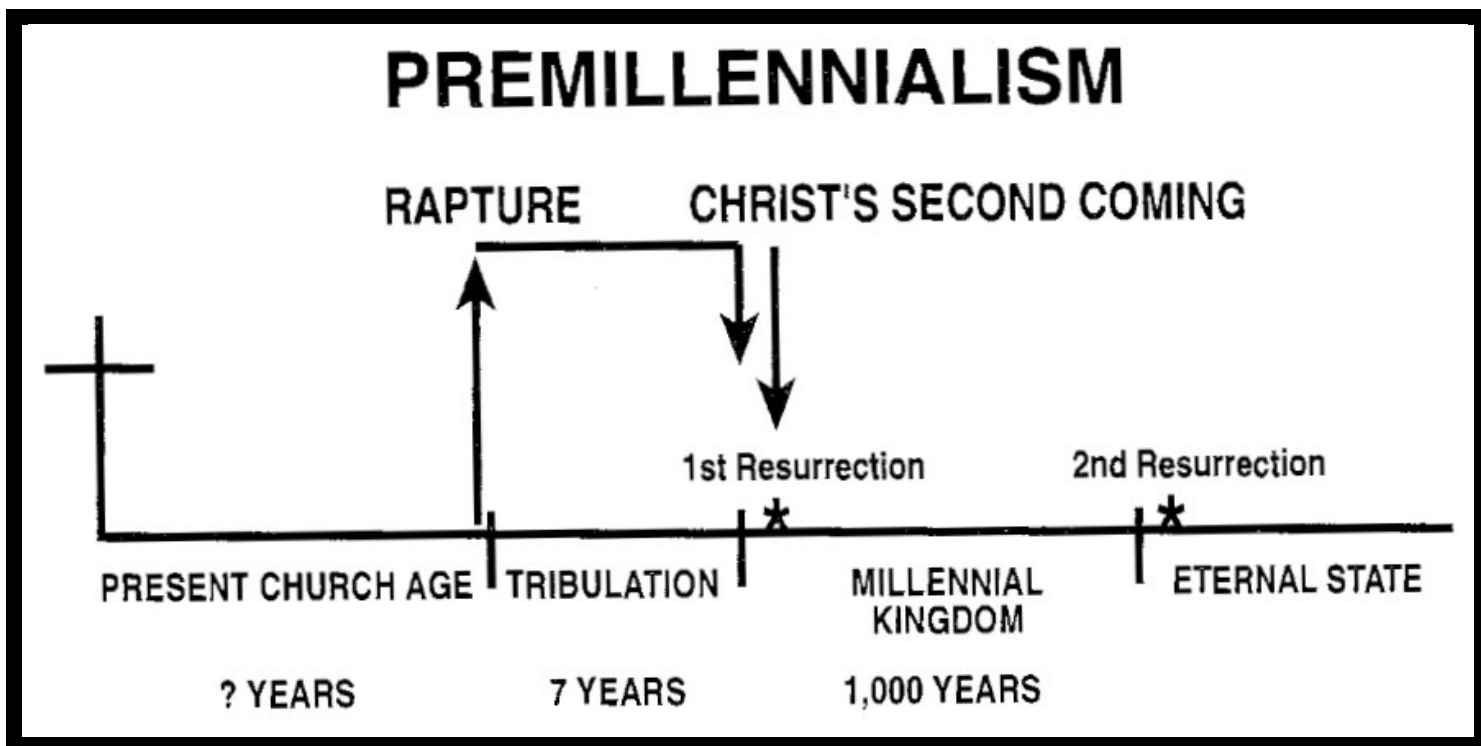 PREMILLENNIALISM
RAPTURE
CHRIST'S SECOND COMING
1st Resurrection
2nd Resurrection
*
*
PRESENT CHURCH AGE
TRIBULATION
MILLENNIAL
KINGDOM
ETERNAL STATE
? YEARS
7 YEARS
1,000 YEARS